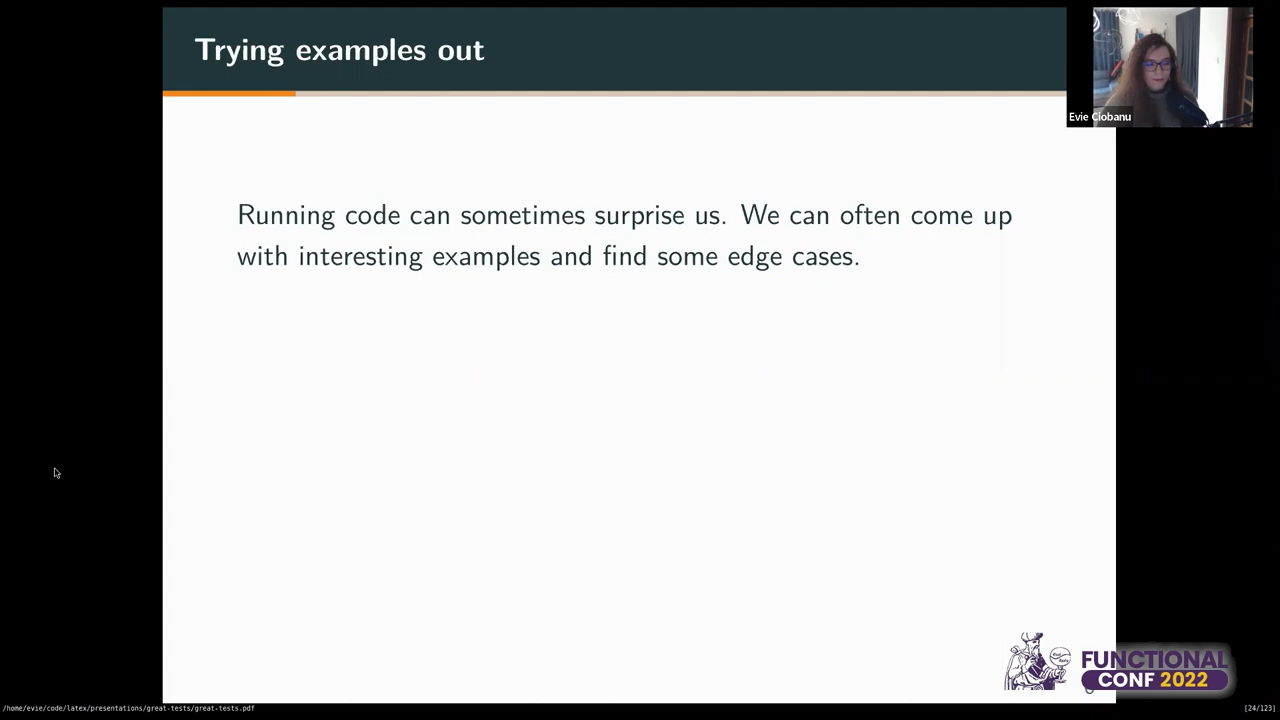 Trying examples out
Evie Ciobanu
Running code can sometimes surprise us. We can often come up
with interesting examples and find some edge cases.
FUNCTIONAL
CONF 2022
/home/evie/code/latex/presentations/great-tests/great-tests.pdf
[24/123]